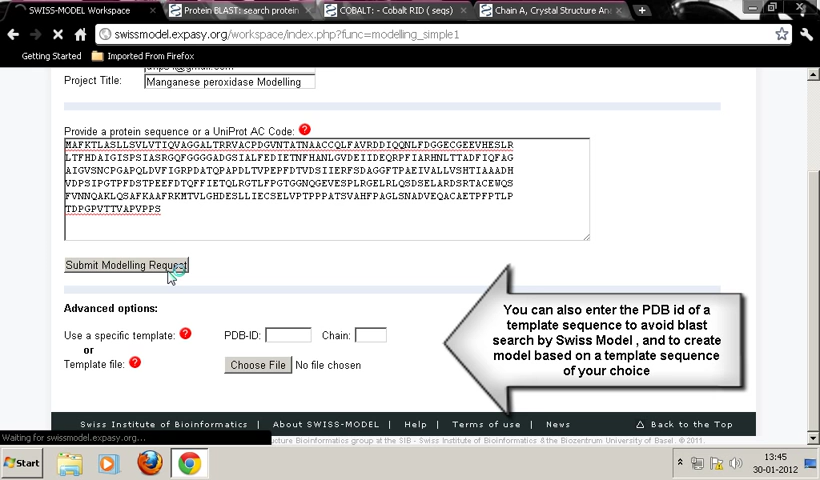 SWISS-MODEL Workspace
Protein BLAST: search protein
COBALT: - Cobalt RID ( seqs)
Chain A, Crystal Structure An
swissmodel.expasy.org/workspace/index.php?func=modelling_simple1
Getting Started
Imported From Firefox
Project Title:
Manganese peroxidase Modelling
Provide a protein sequence or a UniProt AC Code:
MAFKTLASLLSVLVTIQVAGGALTRRVACPDGVNTATNAACCQLFAVRDDIQQNLFDGGECGEEVHESLR
LTFHDAIGISPSIASRGQFGGGGADGSIALFEDIETNFHANLGVDEIIDEQRPFIARHNLTTADFIQFAG
AIGVSNCPGAPQLDVFIGRPDATQPAPDLTVPEPFDTVDSIIERFSDAGGFTPAEIVALLVSHTIAAADH
VDPSIPGTPFDSTPEEFDTQFFIETQLRGTLFPGTGGNQGEVESPLRGELRLQSDSELARDSRTACEWQS
FVNNQAKLQSAFKAAFRKMTVLGHDESLLIECSELVPTPPPATSVAHFPAGLSNADVEQACAETPFPTLP
TDPGPVTTVAPVPPS
Submit Modelling Request
Advanced options:
Use a specific template:
PDB-ID:
Chain:
or
Template file:
Choose File
No file chosen
You can also enter the PDB id of a
template sequence to avoid blast
search by Swiss Model , and to create
model based on a template sequence
of your choice
Swiss Institute of Bioinformatics
About SWISS-MODEL
Help
Terms of use
News
Back to the Top
Waiting for swissmodel.expasy.org...
cture Bioinformatics group at the SIB - Swiss Institute of Bioinformatics & the Biozentrum University of Basel © 2011.
Start
13:45
30-01-2012